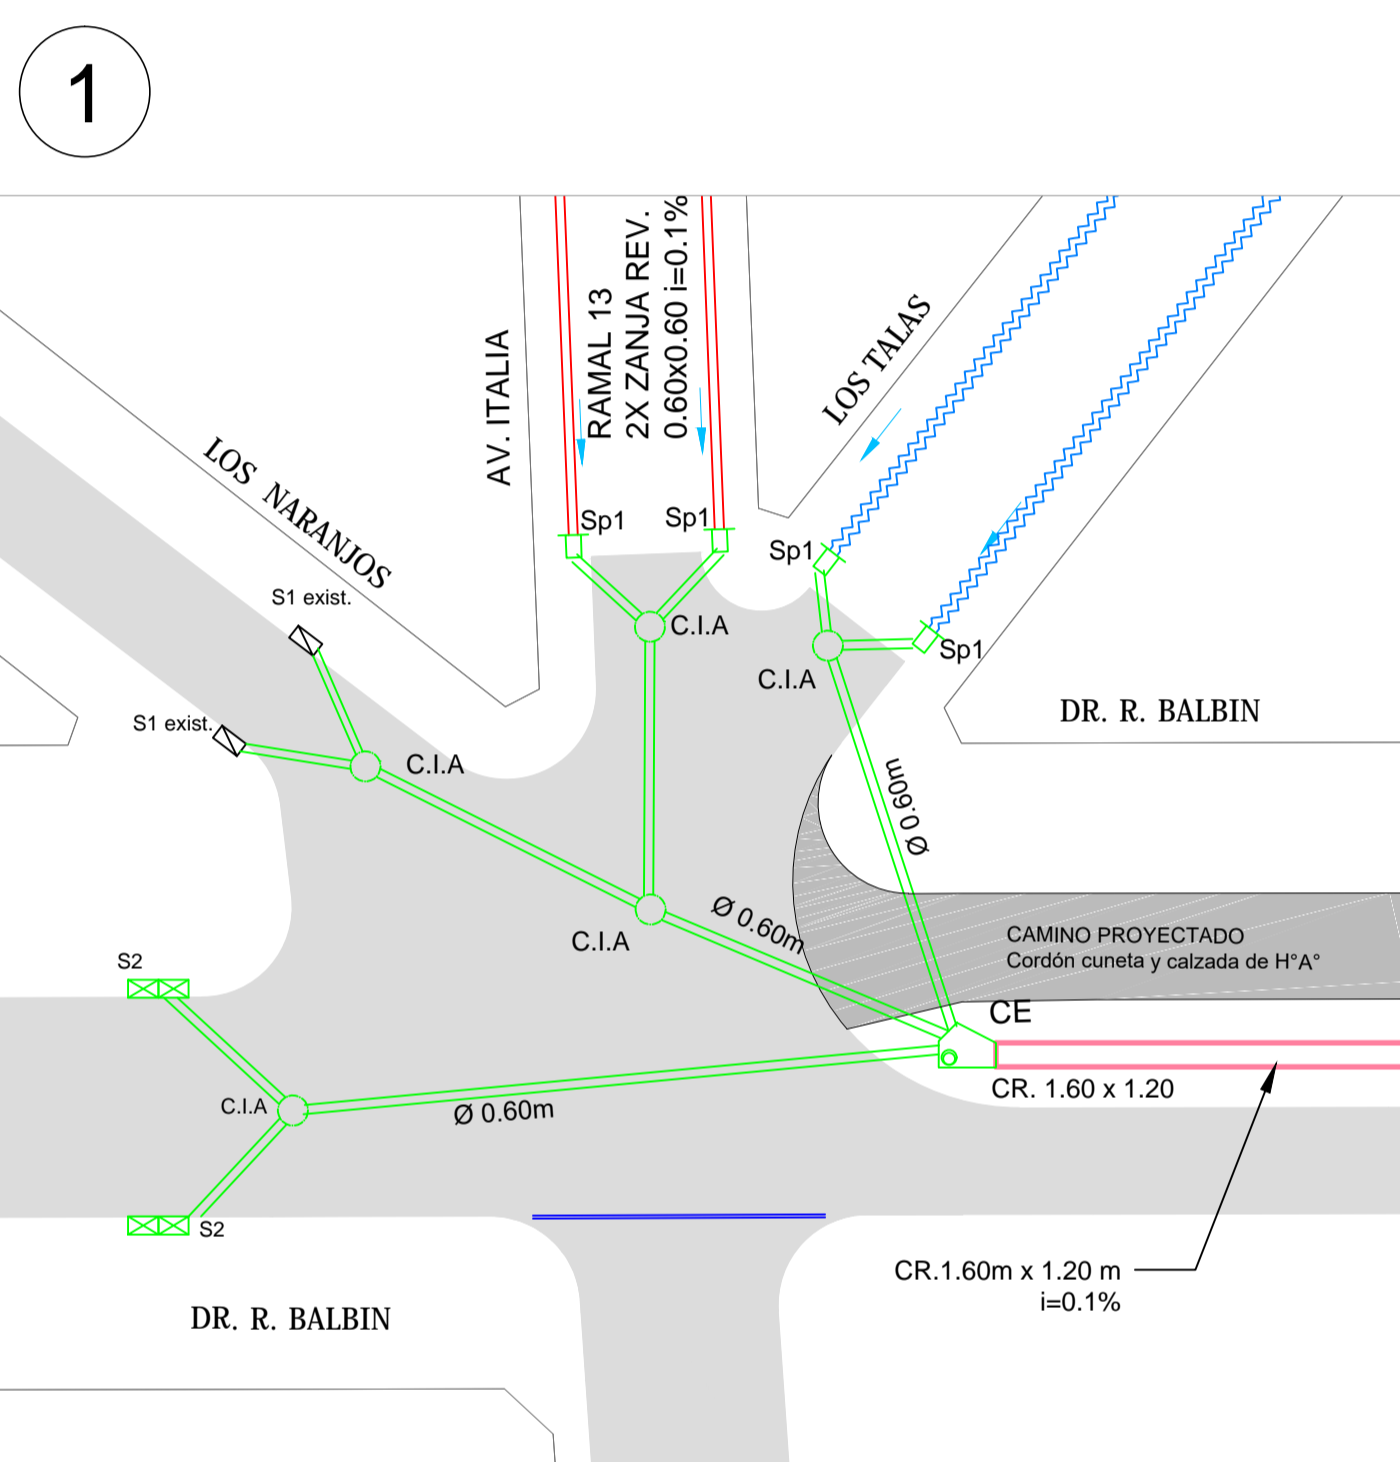 1
AV. ITALIA
RAMAL 13
2X ZANJA REV.
0.60x0.60 i=0.1%
LOS TALAS
LOS NARANJOS
Sp1
Sp1
Sp1
Sp1
S1 exist.
C.I.A
C.I.A
S1 exist.
DR. R. BALBIN
C.I.A
Ø 0.60m
Ø 0.60m
C.I.A
CAMINO PROYECTADO
Cordón cuneta y calzada de H°A°
S2
CE
CR. 1.60 x 1.20
C.I.A
Ø 0.60m
S2
CR.1.60m x 1.20 m
i=0.1%
DR. R. BALBIN